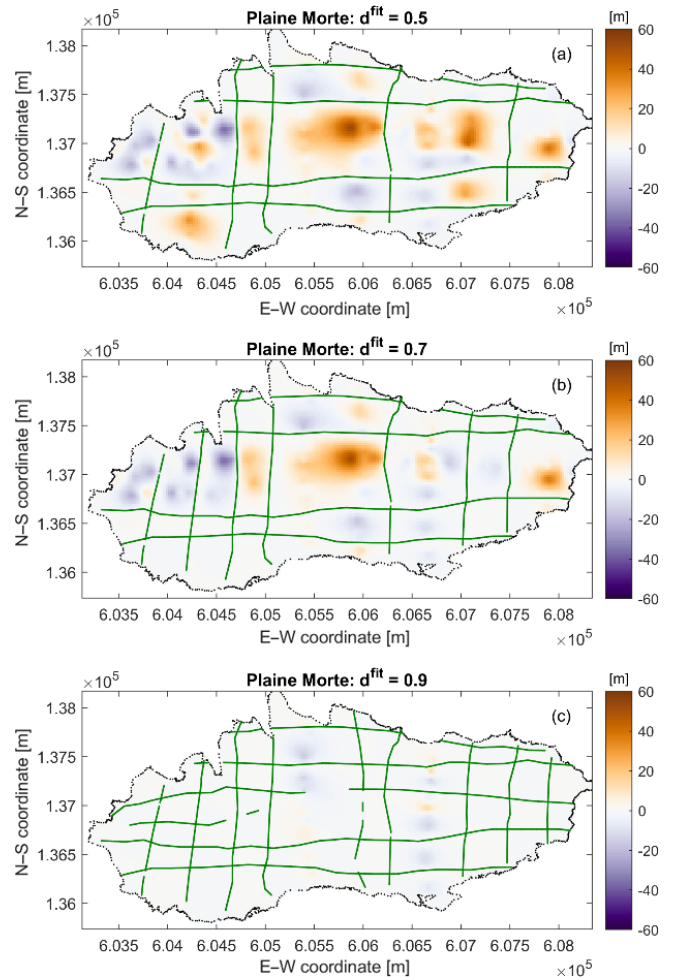 Plaine Morte: d^fit = 0.5
×10^5
[m]
(a)
1.38
1.375
1.37
1.365
1.36
N–S coordinate [m]
6.035 6.04 6.045 6.05 6.055 6.06 6.065 6.07 6.075 6.08
E–W coordinate [m]
×10^5
60
40
20
0
-20
-40
-60
Plaine Morte: d^fit = 0.7
×10^5
[m]
(b)
1.38
1.375
1.37
1.365
1.36
N–S coordinate [m]
6.035 6.04 6.045 6.05 6.055 6.06 6.065 6.07 6.075 6.08
E–W coordinate [m]
×10^5
60
40
20
0
-20
-40
-60
Plaine Morte: d^fit = 0.9
×10^5
[m]
(c)
1.38
1.375
1.37
1.365
1.36
N–S coordinate [m]
6.035 6.04 6.045 6.05 6.055 6.06 6.065 6.07 6.075 6.08
E–W coordinate [m]
×10^5
60
40
20
0
-20
-40
-60